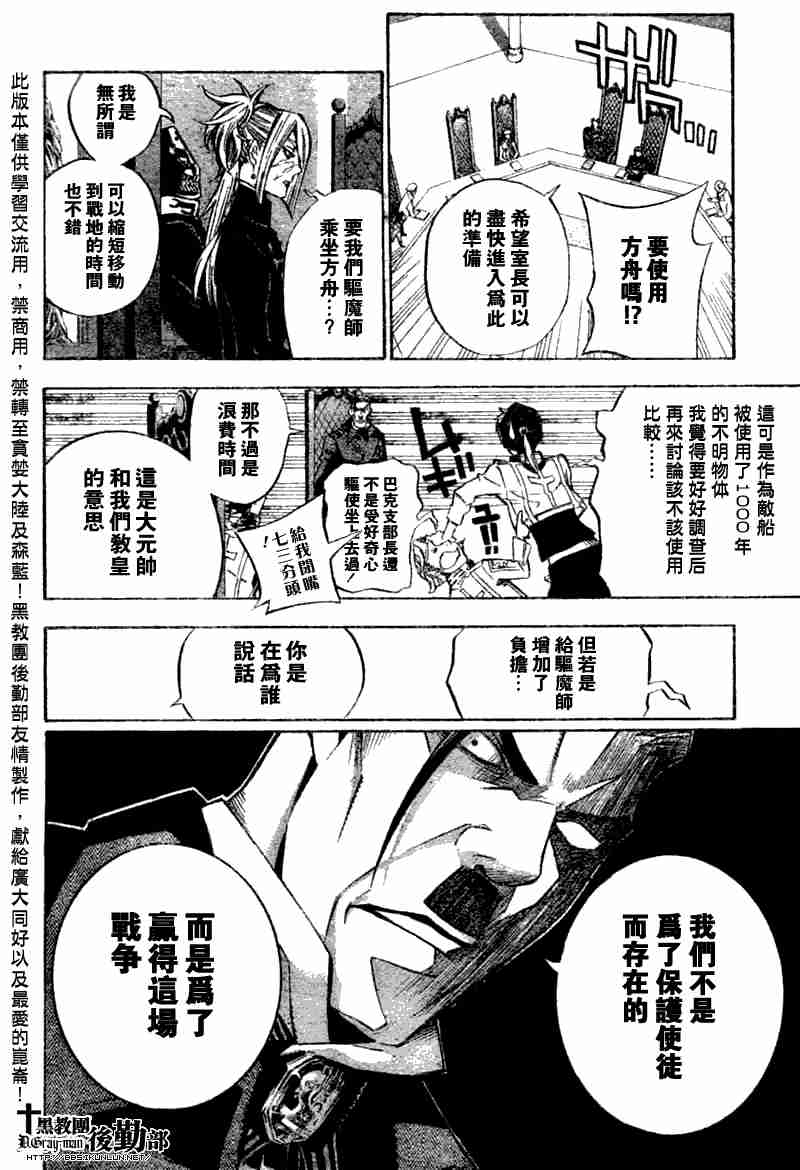 要使用
方舟嗎!?
希望室長可以
盡快進入爲此
的準備
要我們驅魔師
乘坐方舟…?
我是
無所謂
可以縮短移動
到戰地的時間
也不錯
這可是作為敵船
被使用了1000年
的不明物体
我覺得要好好調查后
再來討論該不該使用
比較……
巴克支部長還
不是受好奇心
驅使坐上去過!
給我閉嘴
七三分頭
!
那不過是
浪費時間
這是大元帥
和我們敎皇
的意思
但若是
給驅魔師
增加了
負擔…
你是
在爲誰
說話
我們不是
爲了保護使徒
而存在的
而是爲了
贏得這場
戰争
此版本僅供學習交流用,禁商用,禁轉至貪婪大陸及森藍!黑教團後勤部友情製作,獻給廣大同好以及最愛的崑崙!
黑教團
D.Gray-man
後勤部
HTTP://BBS.IKUNLUN.NET/